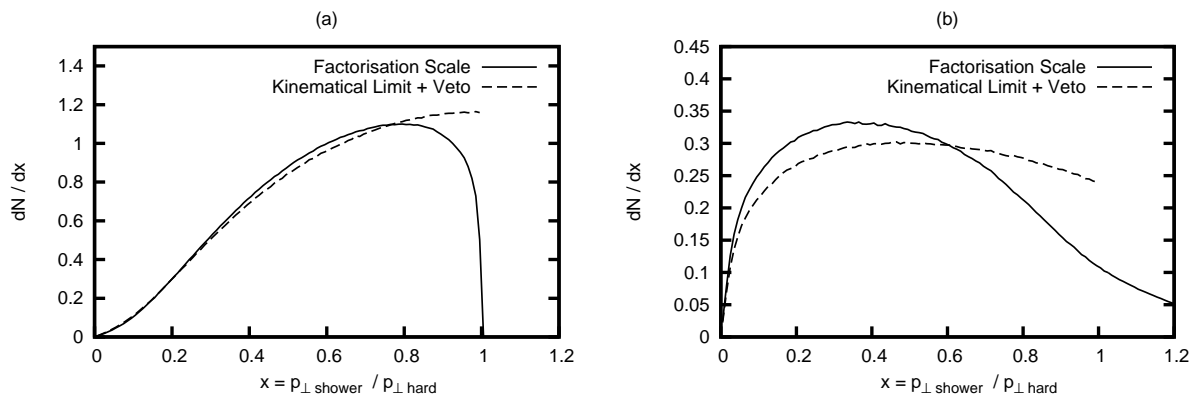 (a)
dN / dx
1.4
1.2
1
0.8
0.6
0.4
0.2
0
Factorisation Scale
Kinematical Limit + Veto
0 0.2 0.4 0.6 0.8 1 1.2
x = p⊥ shower / p⊥ hard
(b)
dN / dx
0.45
0.4
0.35
0.3
0.25
0.2
0.15
0.1
0.05
0
Factorisation Scale
Kinematical Limit + Veto
0 0.2 0.4 0.6 0.8 1 1.2
x = p⊥ shower / p⊥ hard